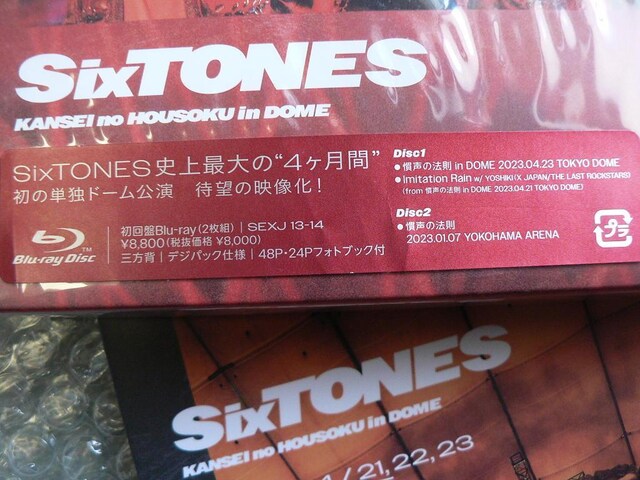 SixTONES
KANSEI no HOUSOKU in DOME
SixTONES史上最大の“4ヶ月間”
初の単独ドーム公演 待望の映像化!
Blu-ray Disc TM
初回盤Blu-ray(2枚組) | SEXJ 13-14
¥8,800(税抜価格 ¥8,000)
三方背 | デジパック仕様 | 48P・24Pフォトブック付
Disc1
● 慣声の法則 in DOME 2023.04.23 TOKYO DOME
● Imitation Rain w/ YOSHIKI(X JAPAN/THE LAST ROCKSTARS)
(from 慣声の法則 in DOME 2023.04.21 TOKYO DOME)
Disc2
● 慣声の法則
2023.01.07 YOKOHAMA ARENA
プラ
SixTONES
KANSEI no HOUSOKU in DOME
/ 21, 22, 23